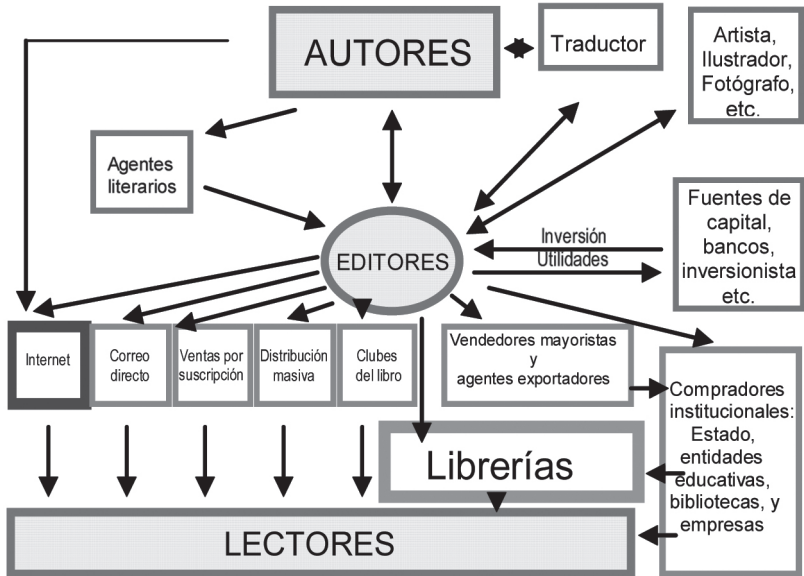 AUTORES
Traductor
Artista,
Ilustrador,
Fotógrafo,
etc.
Agentes
literarios
EDITORES
Inversión
Utilidades
Fuentes de
capital,
bancos,
inversionista
etc.
Internet
Correo
directo
Ventas por
suscripción
Distribución
masiva
Clubes
del libro
Vendedores mayoristas
y
agentes exportadores
Compradores
institucionales:
Estado,
entidades
educativas,
bibliotecas, y
empresas
Librerías
LECTORES